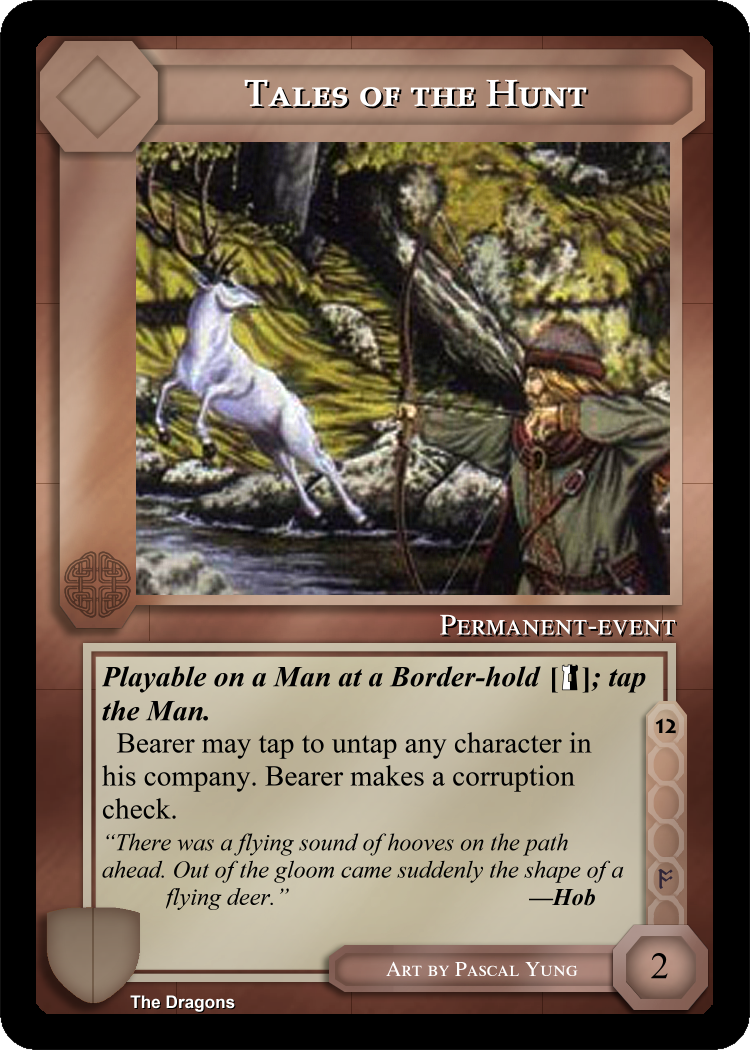 Tales of the Hunt
Permanent-event
Playable on a Man at a Border-hold []; tap
the Man.
Bearer may tap to untap any character in
his company. Bearer makes a corruption
check.
“There was a flying sound of hooves on the path
ahead. Out of the gloom came suddenly the shape of a
flying deer.” —Hob
12
ᚩ
Art by Pascal Yung
2
The Dragons